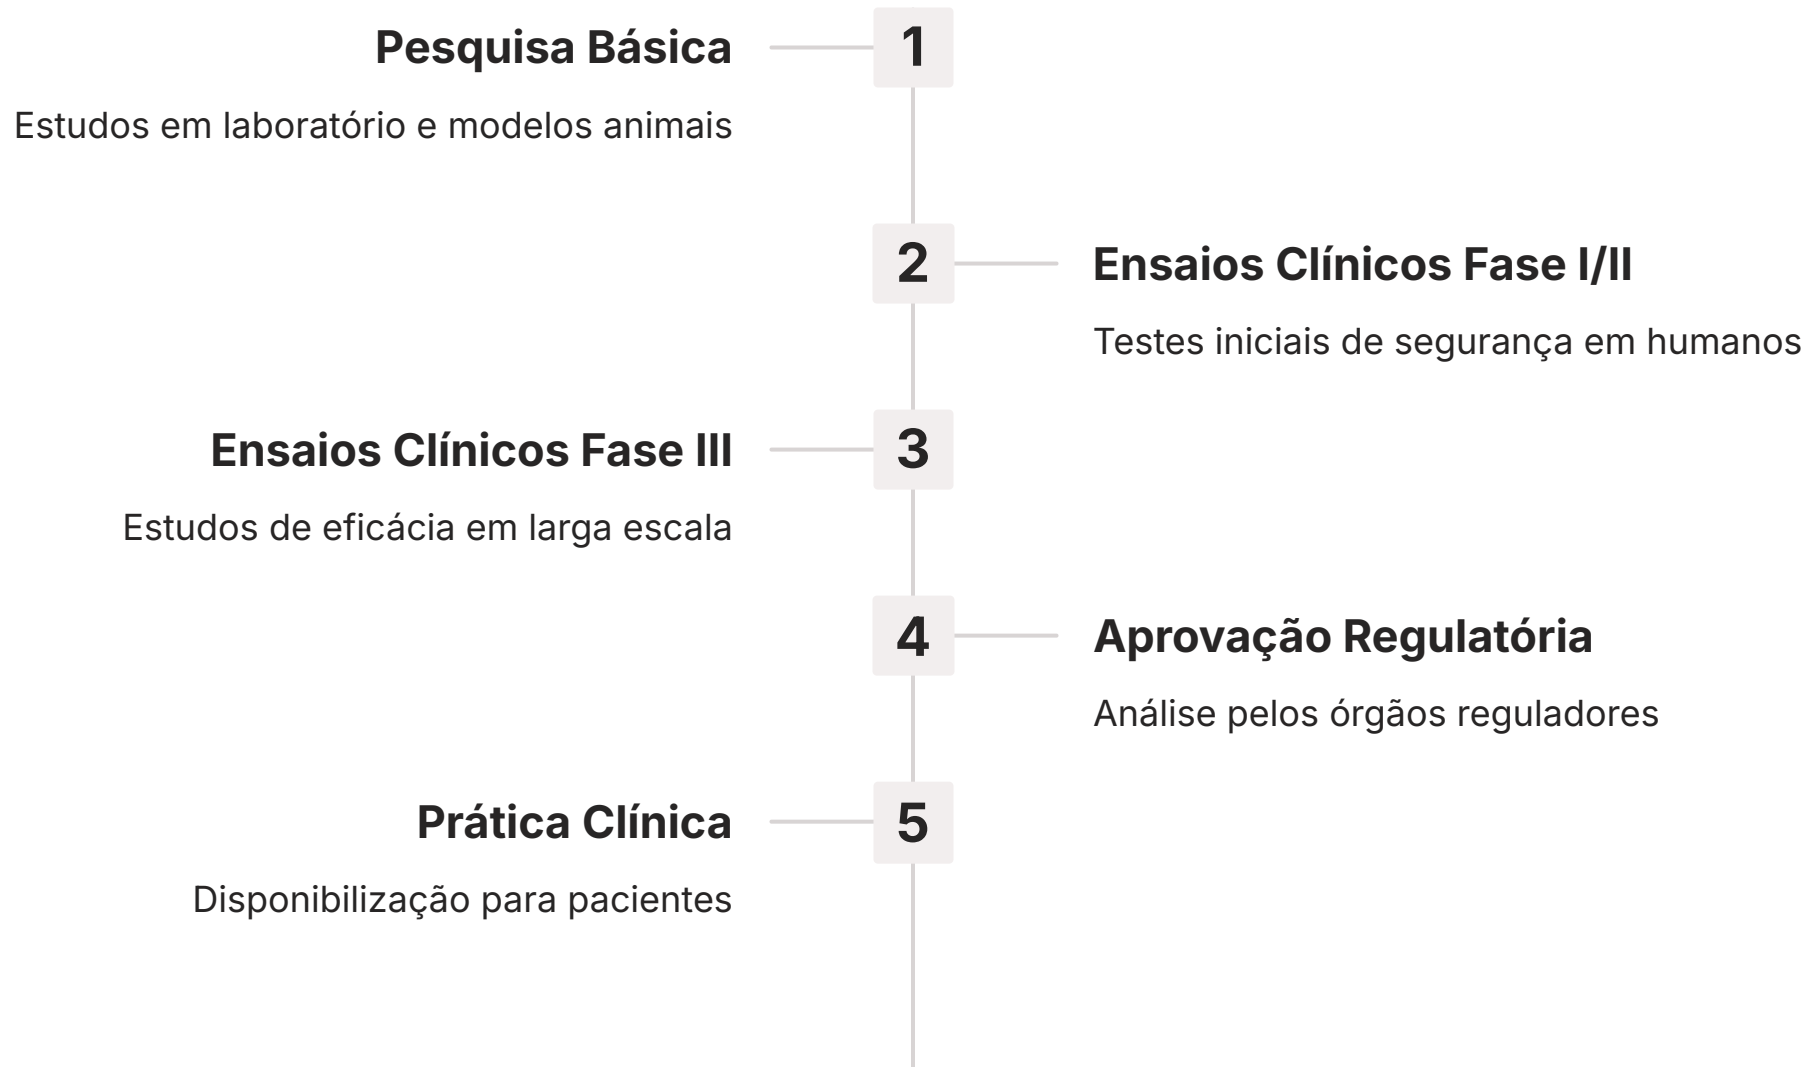 1
Pesquisa Básica
Estudos em laboratório e modelos animais
2
Ensaios Clínicos Fase I/II
Testes iniciais de segurança em humanos
3
Ensaios Clínicos Fase III
Estudos de eficácia em larga escala
4
Aprovação Regulatória
Análise pelos órgãos reguladores
5
Prática Clínica
Disponibilização para pacientes